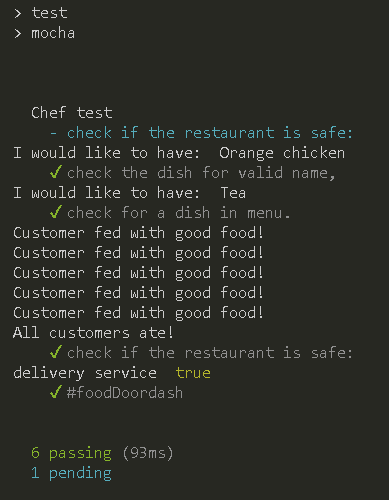 > test
> mocha
Chef test
- check if the restaurant is safe:
I would like to have:  Orange chicken
✓ check the dish for valid name,
I would like to have:  Tea
✓ check for a dish in menu.
Customer fed with good food!
Customer fed with good food!
Customer fed with good food!
Customer fed with good food!
Customer fed with good food!
All customers ate!
✓ check if the restaurant is safe:
delivery service  true
✓ #foodDoordash
6 passing (93ms)
1 pending